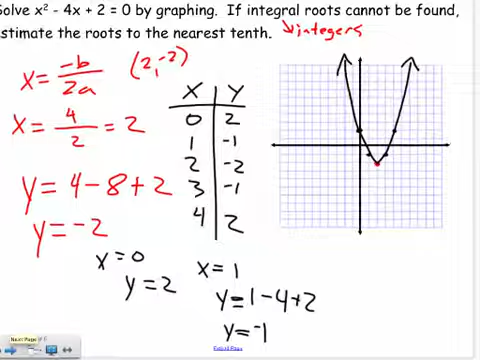 Solve x² - 4x + 2 = 0 by graphing. If integral roots cannot be found,
estimate the roots to the nearest tenth. ↘integers
x = -b/2a (2,-2)
x = 4/2 = 2
y = 4 - 8 + 2
y = -2
X Y
0 2
1 -1
2 -2
3 -1
4 2
x = 0
y = 2
x = 1
y = 1 - 4 + 2
y = -1